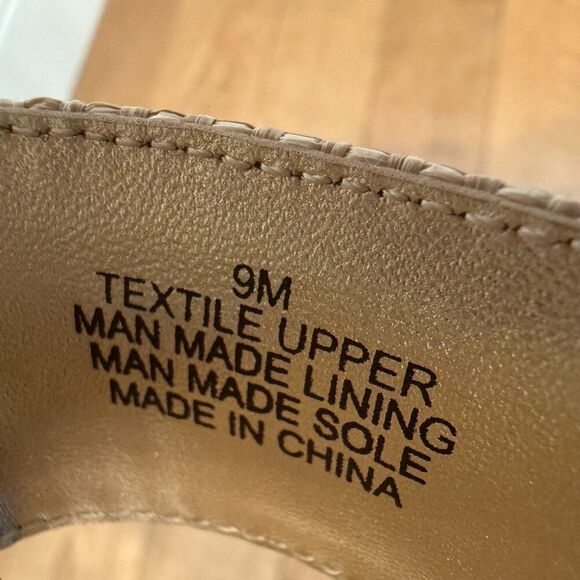 9M
TEXTILE UPPER
MAN MADE LINING
MAN MADE SOLE
MADE IN CHINA